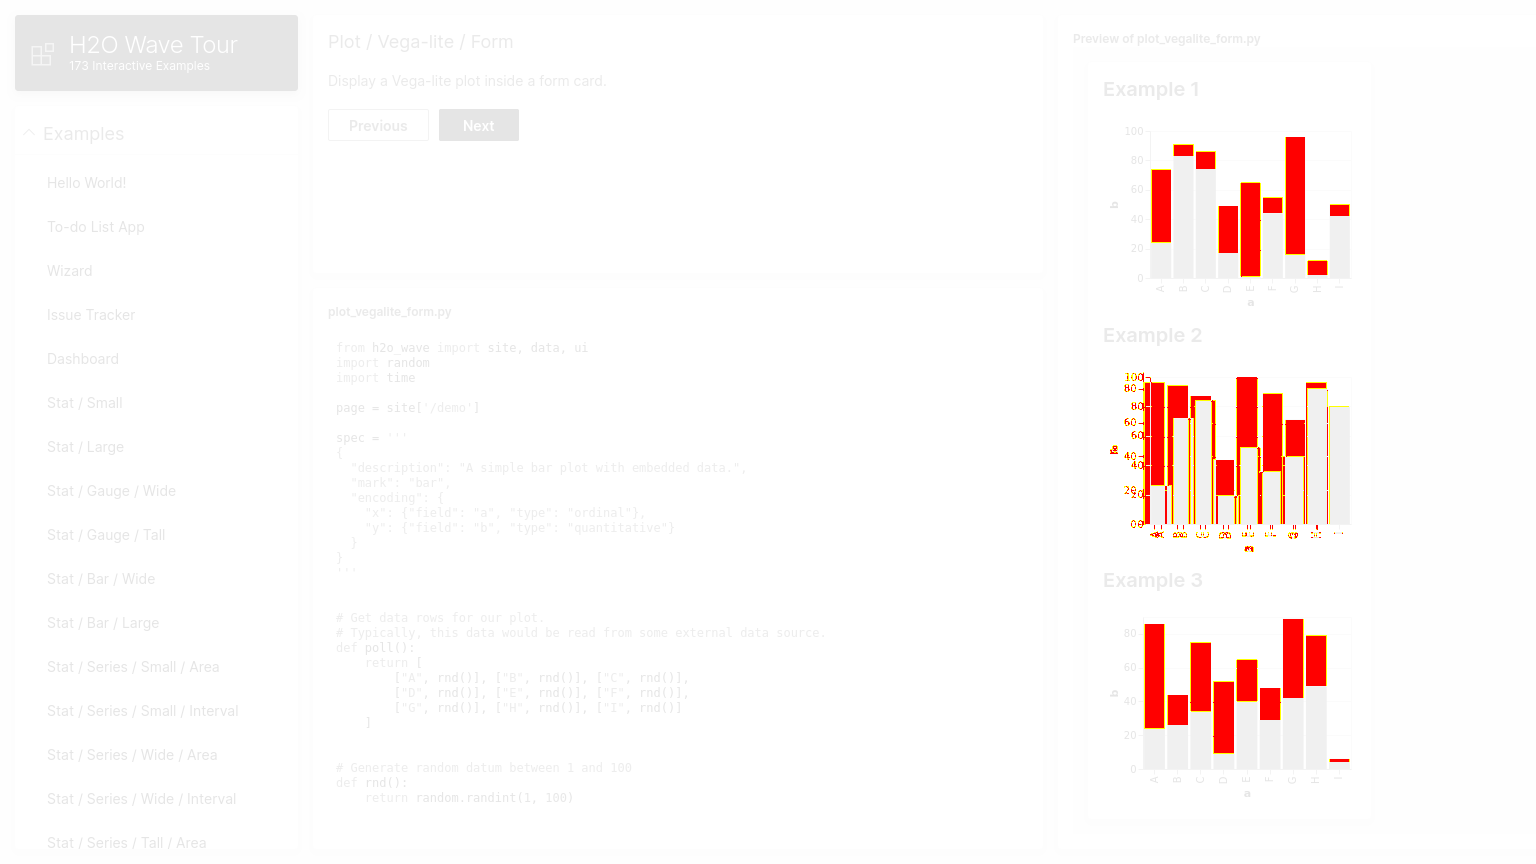 H2O Wave Tour
173 Interactive Examples
Examples
Hello World!
To-do List App
Wizard
Issue Tracker
Dashboard
Stat / Small
Stat / Large
Stat / Gauge / Wide
Stat / Gauge / Tall
Stat / Bar / Wide
Stat / Bar / Large
Stat / Series / Small / Area
Stat / Series / Small / Interval
Stat / Series / Wide / Area
Stat / Series / Wide / Interval
Stat / Series / Tall / Area
Plot / Vega-lite / Form
Display a Vega-lite plot inside a form card.
Previous
Next
plot_vegalite_form.py
from h2o_wave import site, data, ui
import random
import time
page = site['/demo']
spec = '''
{
"description": "A simple bar plot with embedded data.",
"mark": "bar",
"encoding": {
"x": {"field": "a", "type": "ordinal"},
"y": {"field": "b", "type": "quantitative"}
}
}
'''
# Get data rows for our plot.
# Typically, this data would be read from some external data source.
def poll():
return [
["A", rnd()], ["B", rnd()], ["C", rnd()],
["D", rnd()], ["E", rnd()], ["F", rnd()],
["G", rnd()], ["H", rnd()], ["I", rnd()]
]
# Generate random datum between 1 and 100
def rnd():
return random.randint(1, 100)
Preview of plot_vegalite_form.py
Example 1
100
80
60
40
20
0
b
A B C D E F G H I
a
Example 2
Example 3
80
60
40
20
0
b
A B C D E F G H I
a